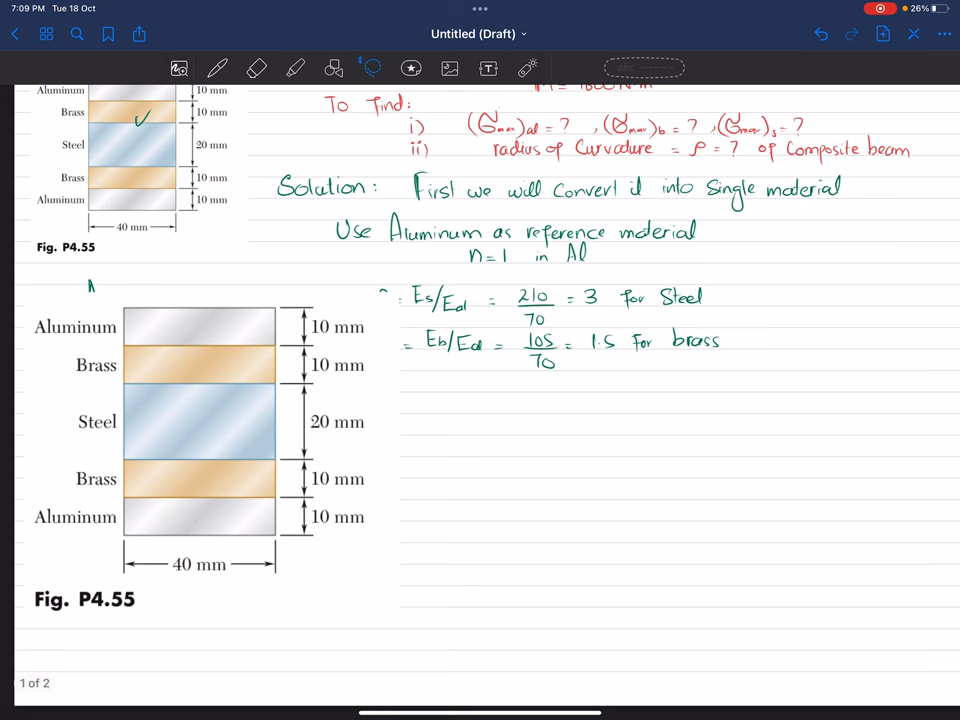 7:09 PM Tue 18 Oct
26%
Untitled (Draft)
Aluminum
10 mm
Brass
10 mm
Steel
20 mm
Brass
10 mm
Aluminum
10 mm
40 mm
Fig. P4.55
To find:
i) (σmax)al = ? , (σmax)b = ? , (σmax)s = ?
ii) radius of Curvature = ρ = ? of Composite beam
Solution: First we will Convert it into Single material
Use Aluminum as reference material
n=1 in Al
= Es/Eal = 210/70 = 3 for Steel
= Eb/Eal = 105/70 = 1.5 For brass
Aluminum
10 mm
Brass
10 mm
Steel
20 mm
Brass
10 mm
Aluminum
10 mm
40 mm
Fig. P4.55
1 of 2